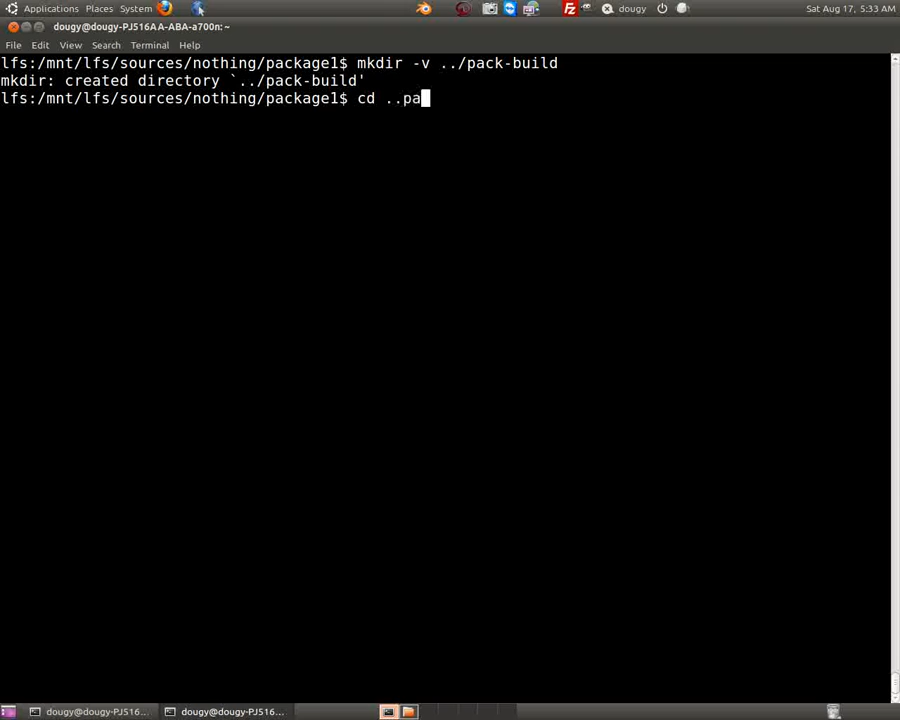 Applications Places System dougy Sat Aug 17, 5:33 AM
dougy@dougy-PJ516AA-ABA-a700n: ~
File Edit View Search Terminal Help
lfs:/mnt/lfs/sources/nothing/package1$ mkdir -v ../pack-build
mkdir: created directory `../pack-build'
lfs:/mnt/lfs/sources/nothing/package1$ cd ..pa
dougy@dougy-PJ516... dougy@dougy-PJ516...